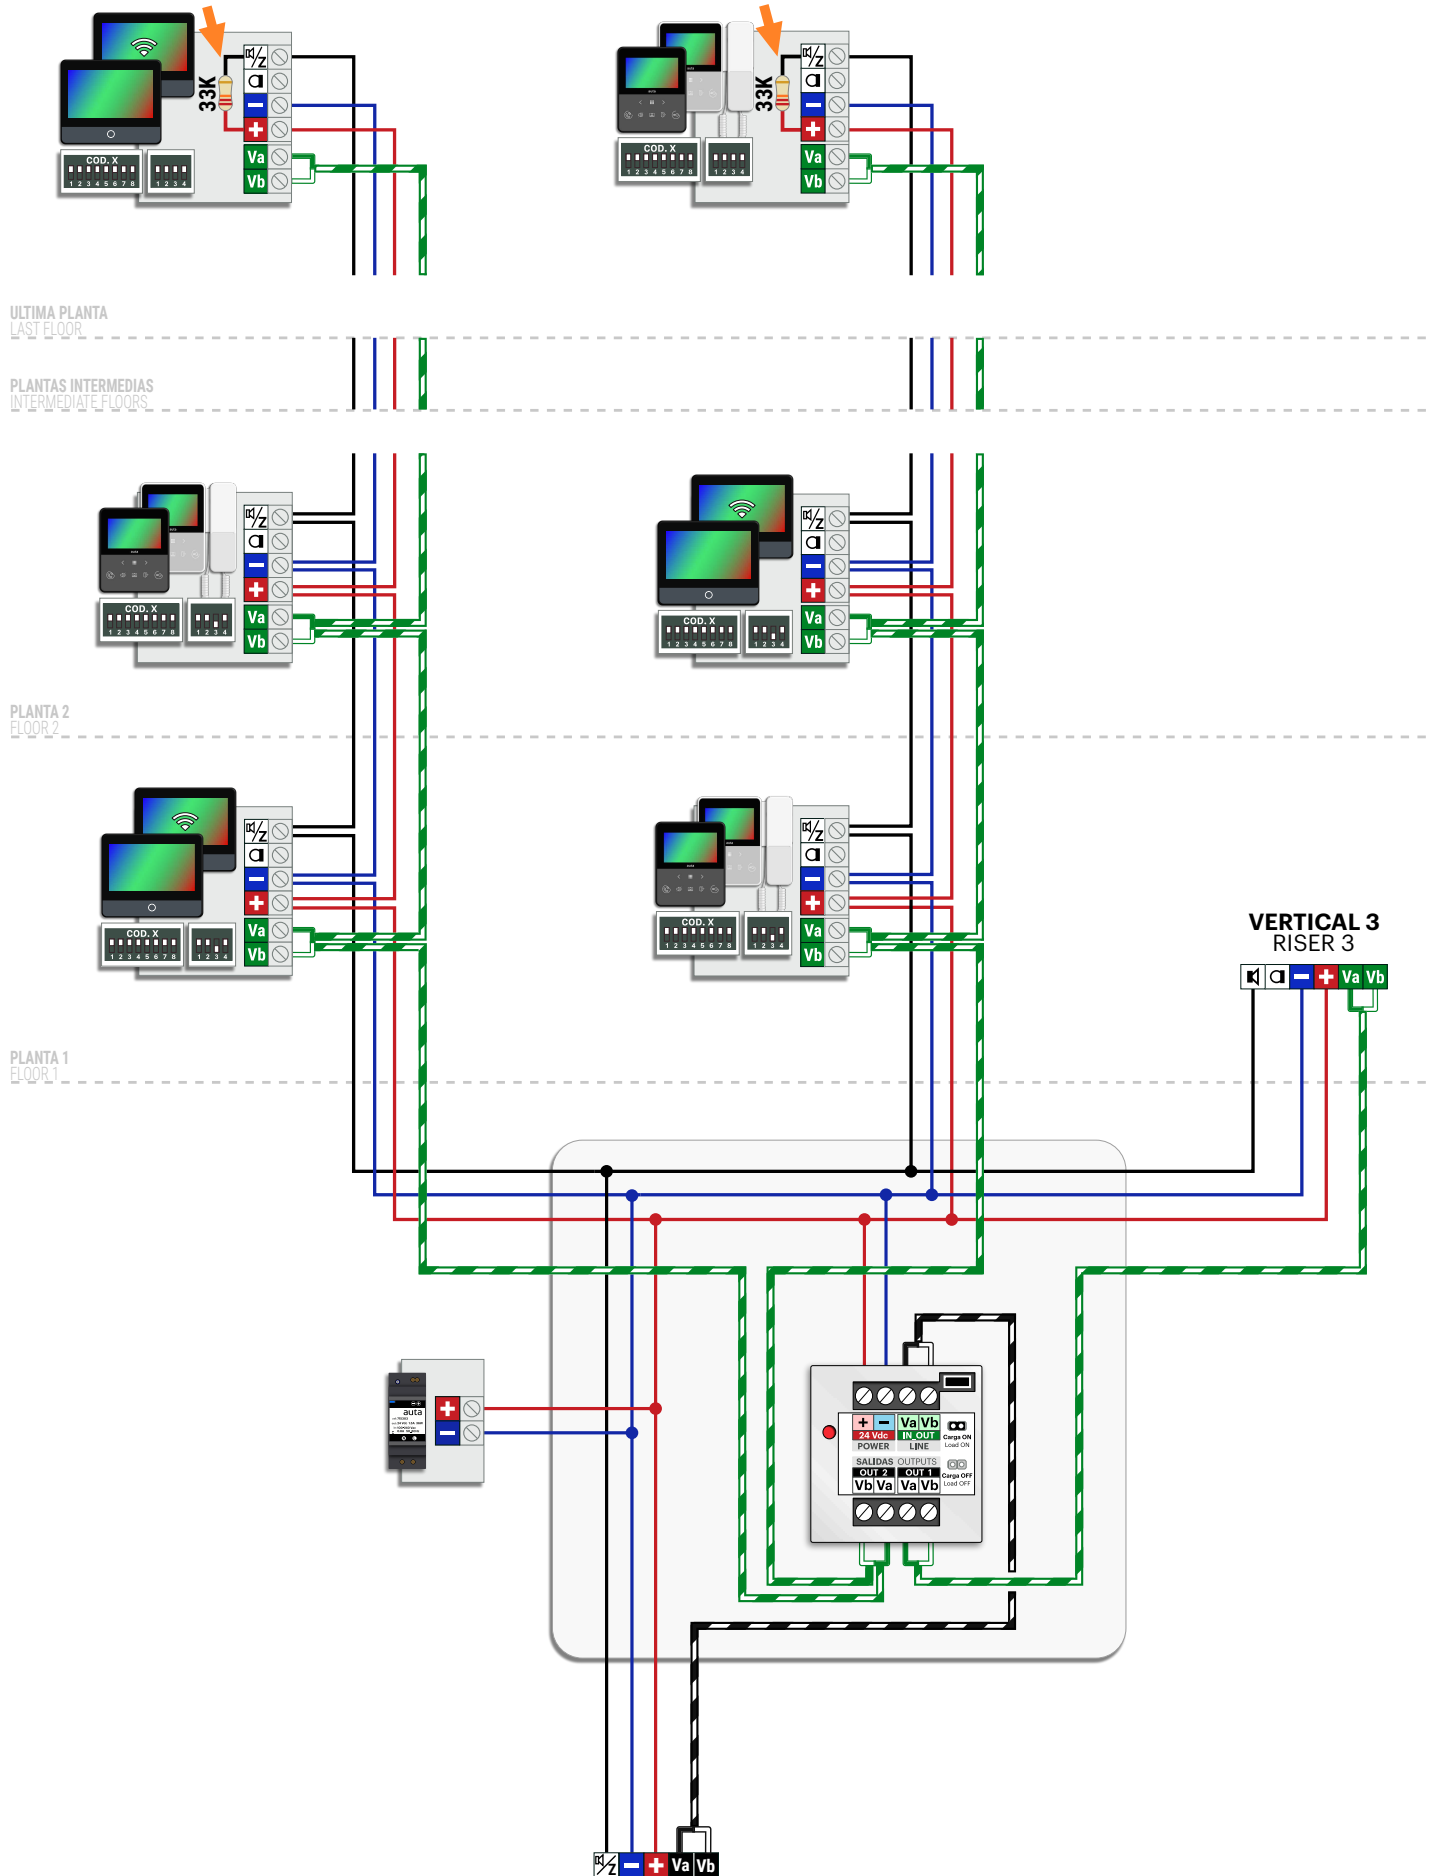 33K
/Z
+
Va
Vb
COD. X
1 2 3 4 5 6 7 8
1 2 3 4
33K
/Z
+
Va
Vb
COD. X
1 2 3 4 5 6 7 8
1 2 3 4
ULTIMA PLANTA
LAST FLOOR
PLANTAS INTERMEDIAS
INTERMEDIATE FLOORS
/Z
+
Va
Vb
COD. X
1 2 3 4 5 6 7 8
1 2 3 4
/Z
+
Va
Vb
COD. X
1 2 3 4 5 6 7 8
1 2 3 4
PLANTA 2
FLOOR 2
/Z
+
Va
Vb
COD. X
1 2 3 4 5 6 7 8
1 2 3 4
/Z
+
Va
Vb
COD. X
1 2 3 4 5 6 7 8
1 2 3 4
VERTICAL 3
RISER 3
+ Va Vb
PLANTA 1
FLOOR 1
auta
+
+ - Va Vb
24 Vdc IN_OUT
POWER LINE
Carga ON
Load ON
SALIDAS OUTPUTS
OUT 2 OUT 1
Vb Va Va Vb
Carga OFF
Load OFF
/Z - + Va Vb